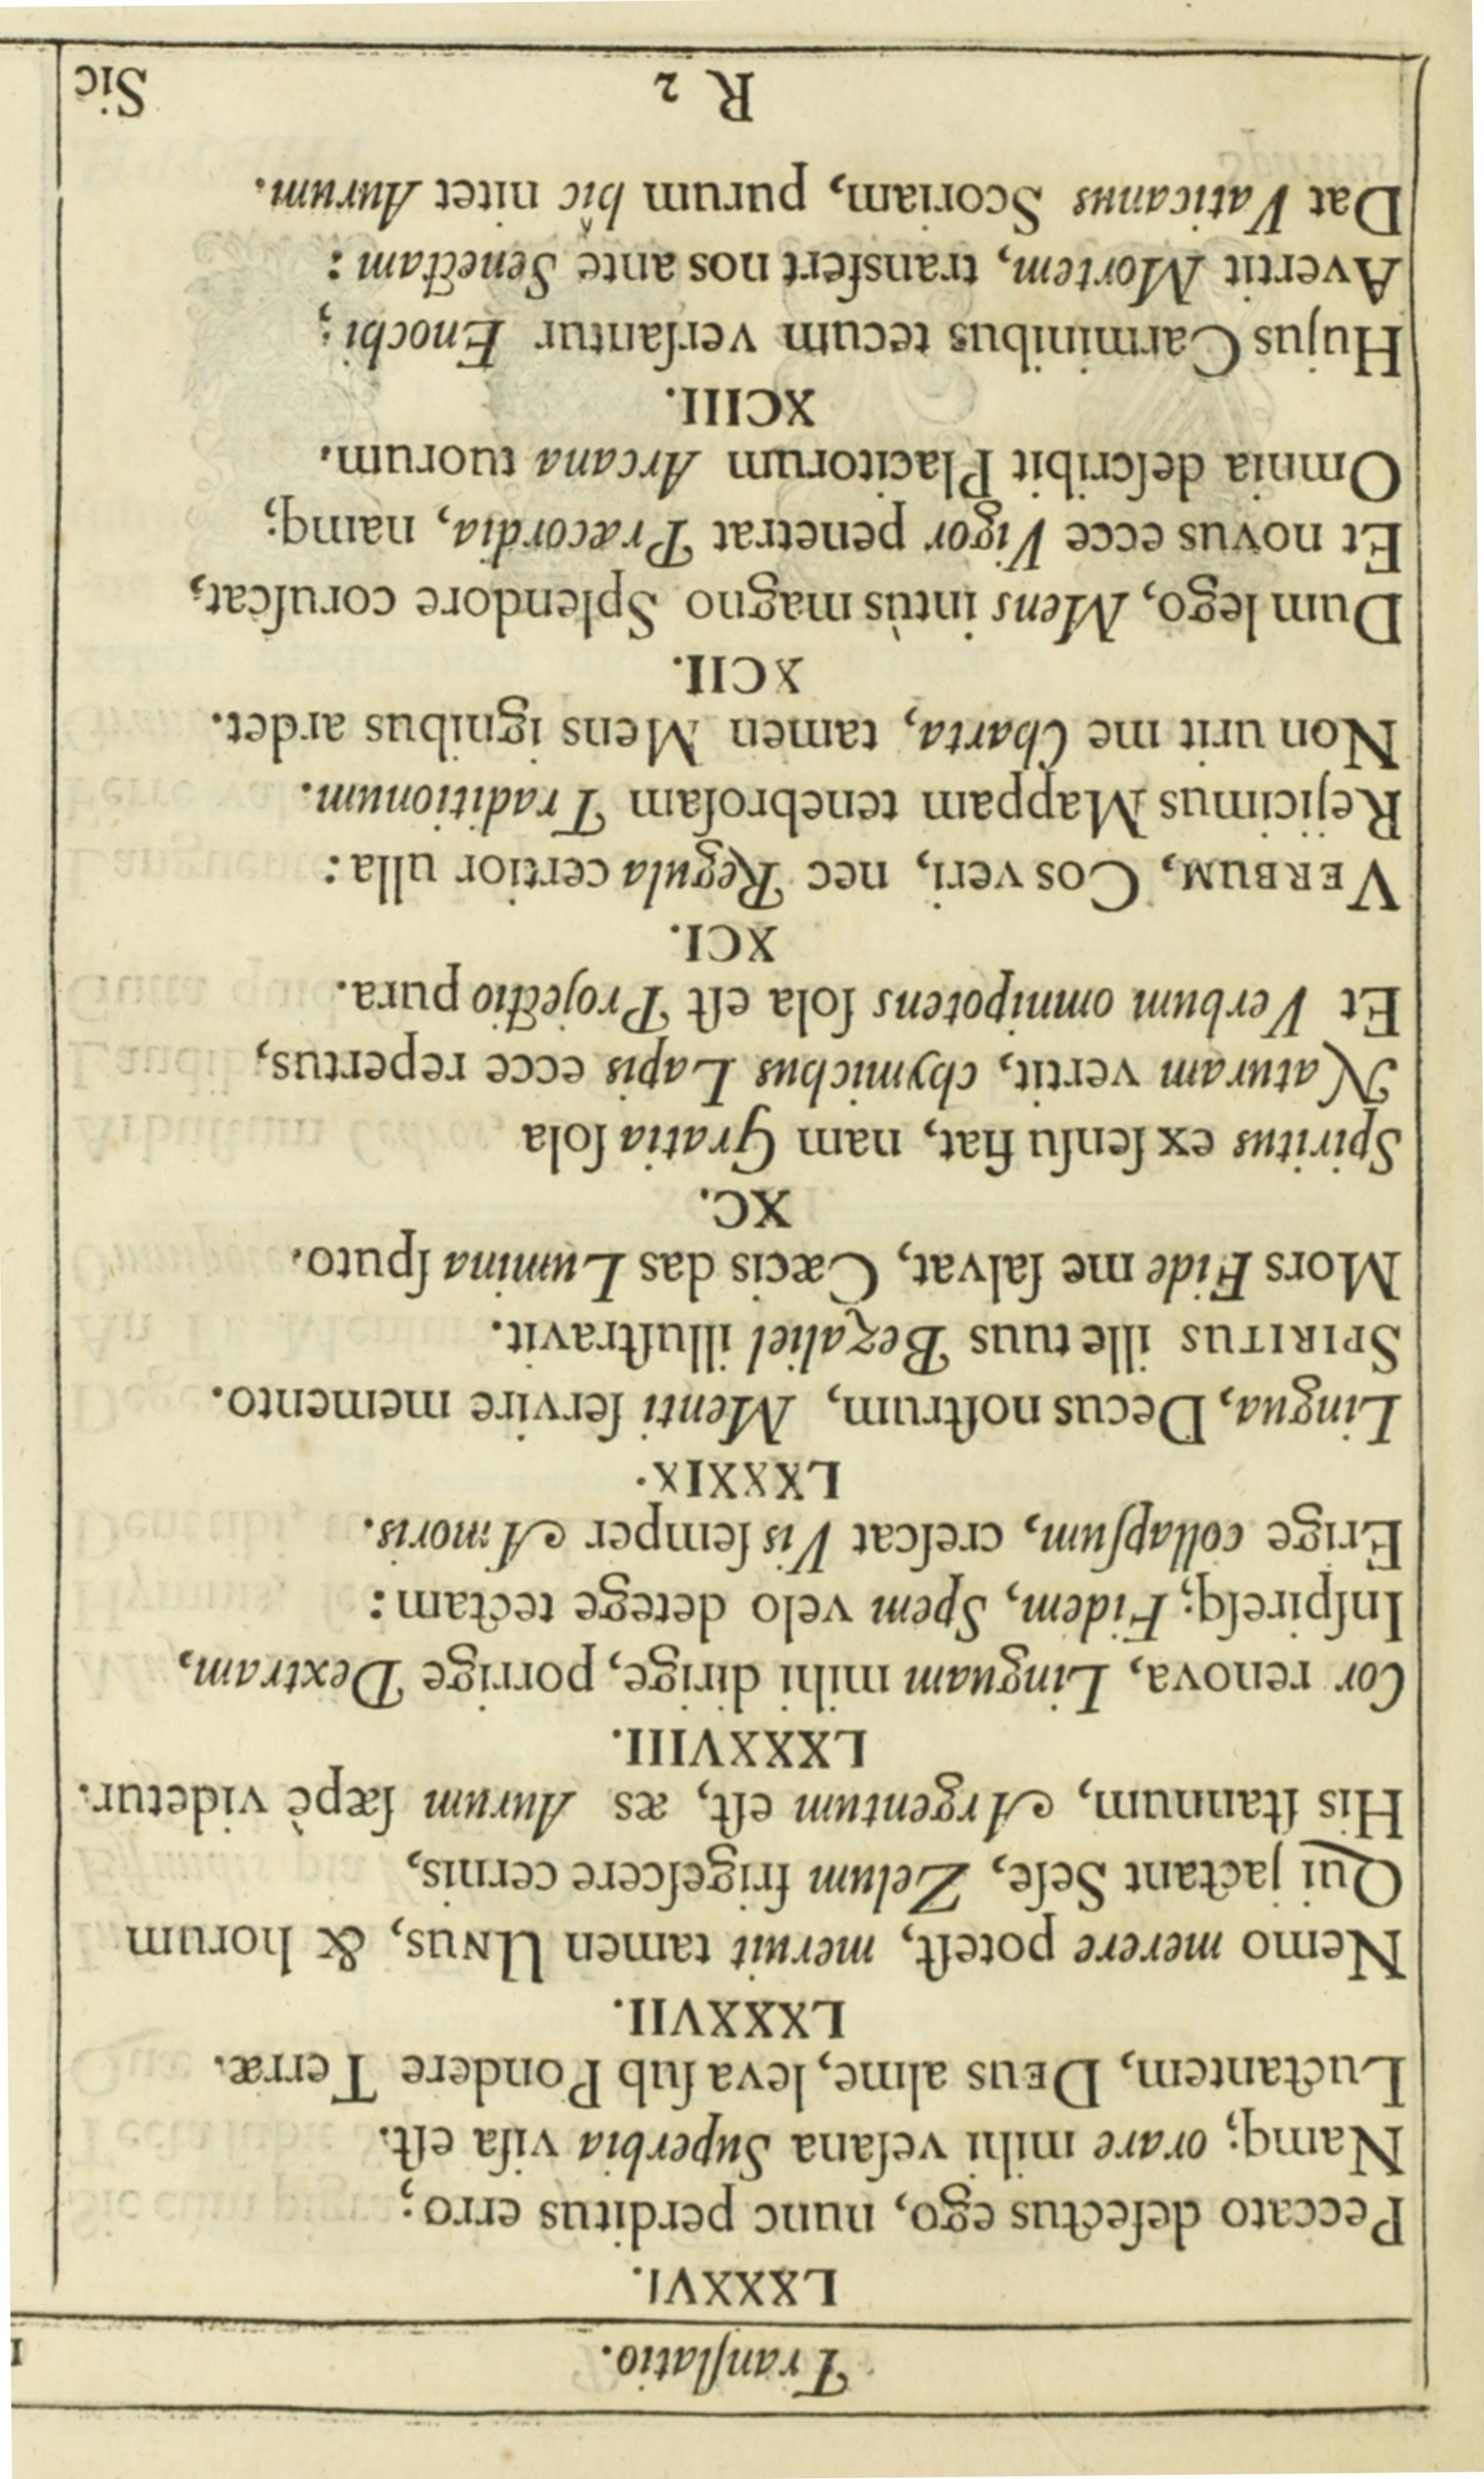 Tranſlatio.
LXXXVI.
Peccato defectus ego, nunc perditus erro;
Namq; orare mihi veſana Superbia viſa eſt.
Luctantem, DEUS alme, leva ſub Pondere Terræ.
LXXXVII.
Nemo merere poteſt, meruit tamen UNUS, & horum
Qui jactant Seſe, Zelum frigeſcere cernis,
His ſtannum, Argentum eſt, æs Aurum ſæpè videtur.
LXXXVIII.
Cor renova, Linguam mihi dirige, porrige Dextram,
Inſpireſq; Fidem, Spem velo detege tectam:
Erige collapſum, creſcat Vis ſemper Amoris.
LXXXIX.
Lingua, Decus noſtrum, Menti ſervire memento.
SPIRITUS ille tuus Bezaliel illuſtravit.
Mors Fide me ſalvat, Cæcis das Lumina ſputo.
XC.
Spiritus ex ſenſu fiat, nam Gratia ſola
Naturam vertit, chymichus Lapis ecce repertus,
Et Verbum omnipotens ſola eſt Projectio pura.
XCI.
VERBUM, Cos veri, nec Regula certior ulla:
Rejicimus Mappam tenebroſam Traditionum.
Non urit me Charta, tamen Mens ignibus ardet.
XCII.
Dum lego, Mens intùs magno Splendore coruſcat,
Et novus ecce Vigor penetrat Præcordia, namq;
Omnia deſcribit Placitorum Arcana tuorum.
XCIII.
Hujus Carminibus tecum verſantur Enochi;
Avertit Mortem, transfert nos ante Senectam:
Dat Vaticanus Scoriam, purum hîc nitet Aurum.
R 2
Sic